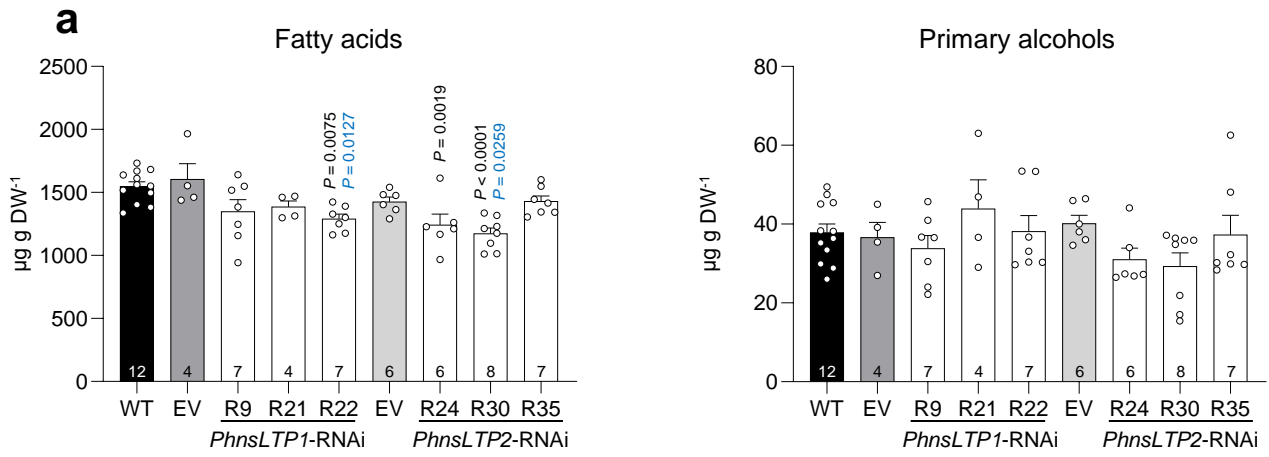 a
Fatty acids
µg g DW⁻¹
2500
2000
1500
1000
500
0
P = 0.0075
P = 0.0127
P = 0.0019
P < 0.0001
P = 0.0259
12 4 7 4 7 6 6 8 7
WT EV R9 R21 R22 EV R24 R30 R35
PhnsLTP1-RNAi PhnsLTP2-RNAi
Primary alcohols
µg g DW⁻¹
80
60
40
20
0
12 4 7 4 7 6 6 8 7
WT EV R9 R21 R22 EV R24 R30 R35
PhnsLTP1-RNAi PhnsLTP2-RNAi